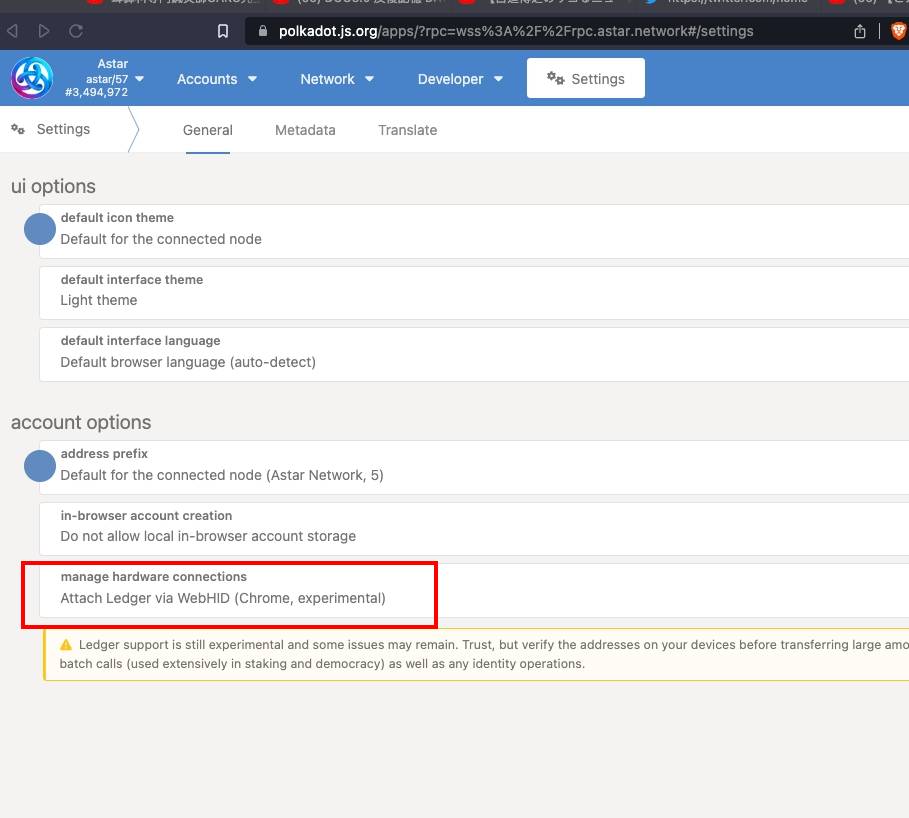 https://twitter.com/home
polkadot.js.org/apps/?rpc=wss%3A%2F%2Frpc.astar.network#/settings
Astar
astar/57
#3,494,972
Accounts
Network
Developer
Settings
Settings
General
Metadata
Translate
ui options
default icon theme
Default for the connected node
default interface theme
Light theme
default interface language
Default browser language (auto-detect)
account options
address prefix
Default for the connected node (Astar Network, 5)
in-browser account creation
Do not allow local in-browser account storage
manage hardware connections
Attach Ledger via WebHID (Chrome, experimental)
Ledger support is still experimental and some issues may remain. Trust, but verify the addresses on your devices before transferring large amo
batch calls (used extensively in staking and democracy) as well as any identity operations.